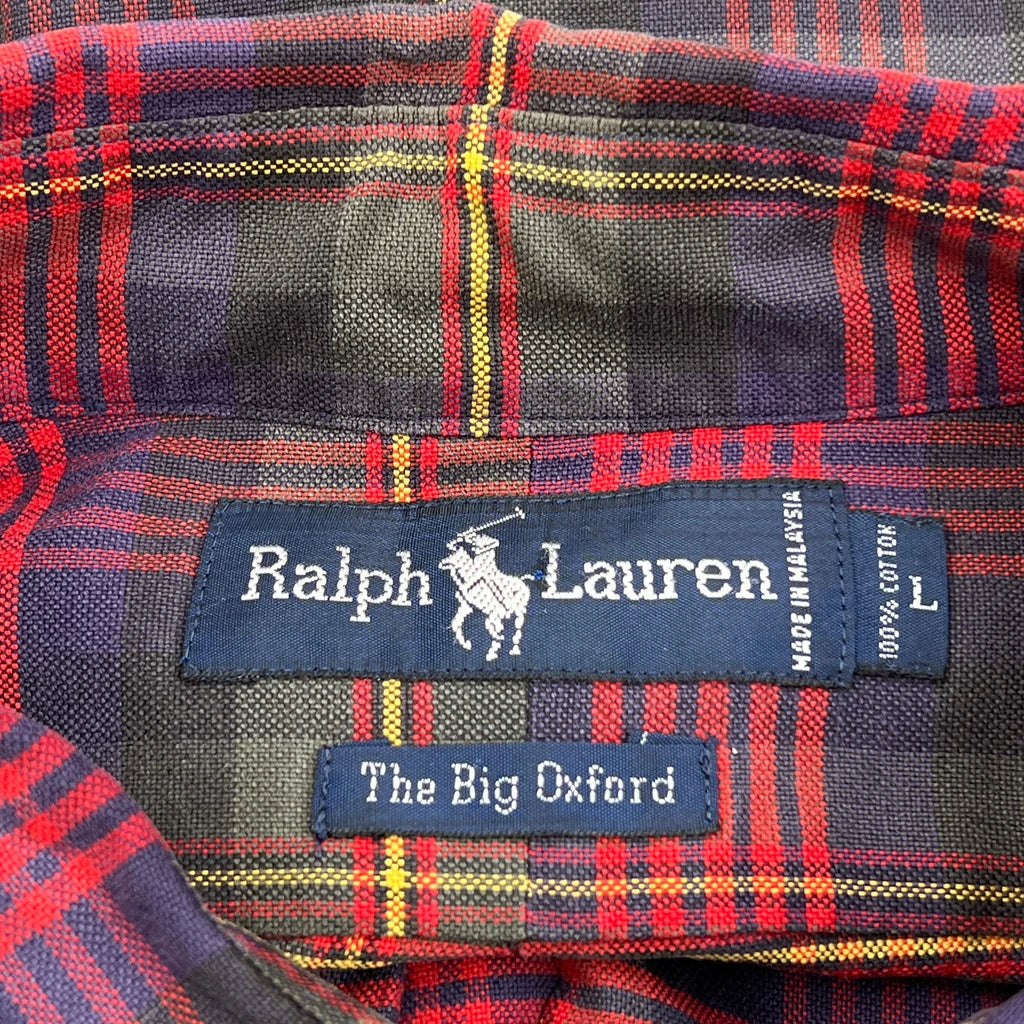 Ralph Lauren
MADE IN MALAYSIA
100% COTTON
L
The Big Oxford